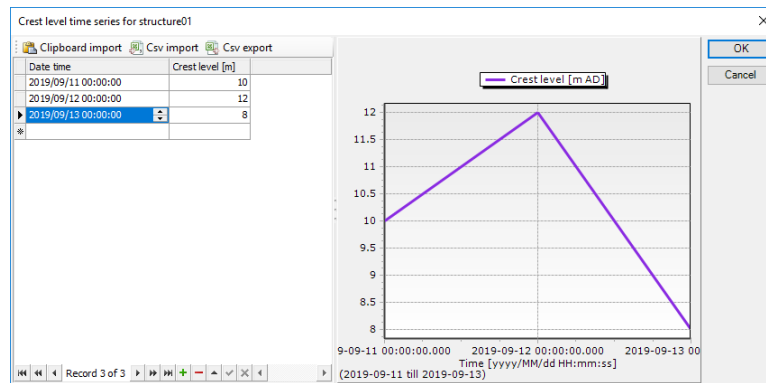 Crest level time series for structure01
Clipboard import Csv import Csv export
Date time Crest level [m]
2019/09/11 00:00:00 10
2019/09/12 00:00:00 12
2019/09/13 00:00:00 8
Record 3 of 3
Crest level [m AD]
12
11.5
11
10.5
10
9.5
9
8.5
8
9-09-11 00:00:00.000 2019-09-12 00:00:00.000 2019-09-13 00
Time [yyyy/MM/dd HH:mm:ss]
(2019-09-11 till 2019-09-13)
OK
Cancel